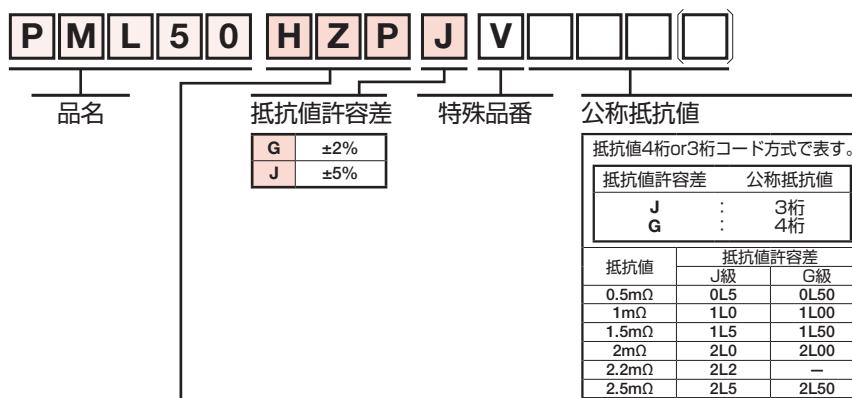 PML50 HZP J V
品名
抵抗値許容差
特殊品番
公称抵抗値
G ±2%
J ±5%
抵抗値4桁or3桁コード方式で表す。
抵抗値許容差 公称抵抗値
J : 3桁
G : 4桁
抵抗値 抵抗値許容差
J級 G級
0.5mΩ 0L5 0L50
1mΩ 1L0 1L00
1.5mΩ 1L5 1L50
2mΩ 2L0 2L00
2.2mΩ 2L2 −
2.5mΩ 2L5 2L50